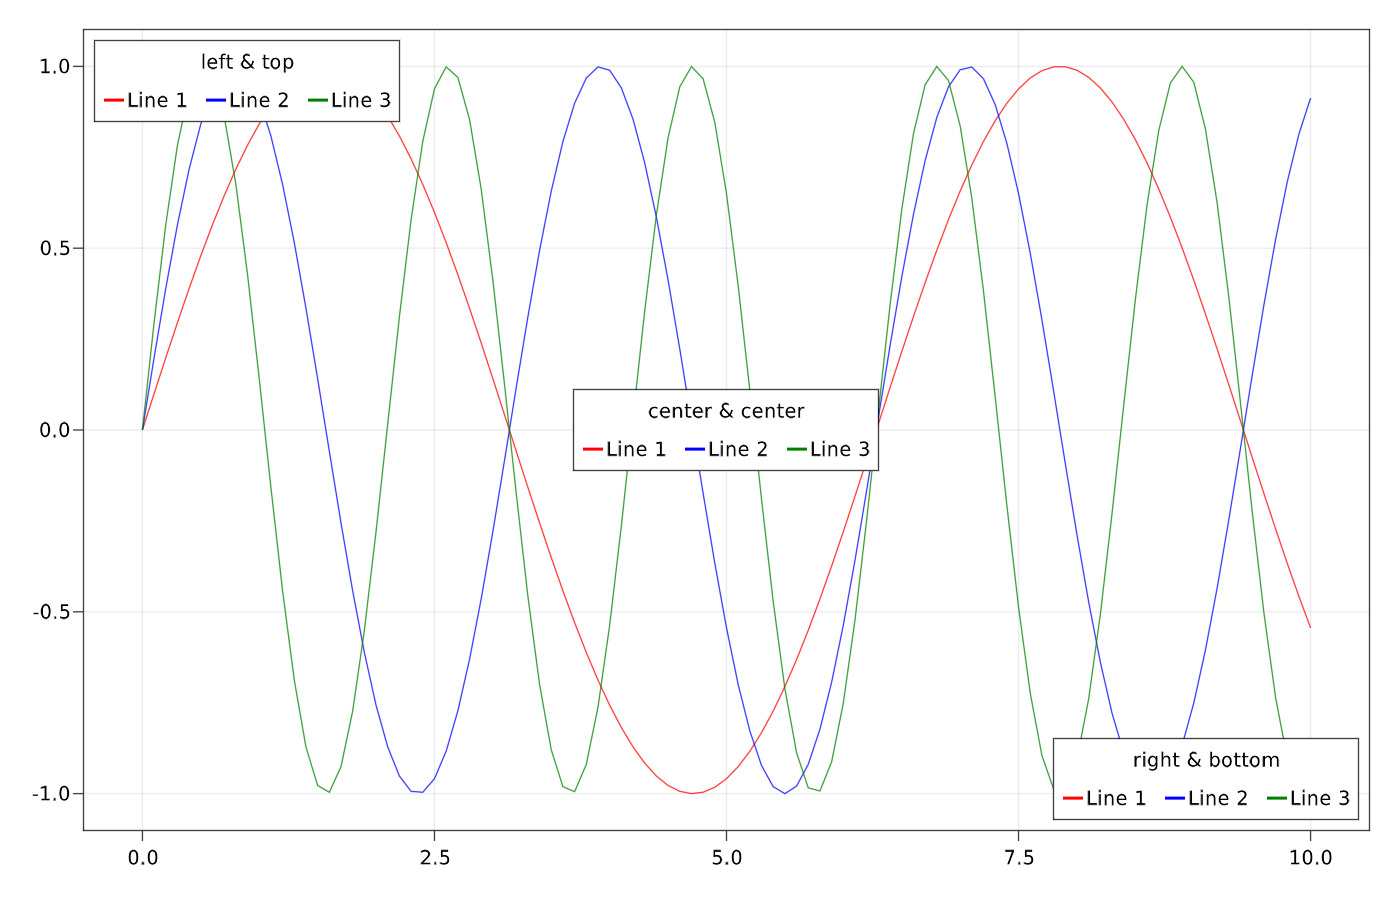 left & top
Line 1 Line 2 Line 3
1.0
0.5
center & center
0.0
Line 1 Line 2 Line 3
-0.5
right & bottom
-1.0
Line 1 Line 2 Line 3
0.0 2.5 5.0 7.5 10.0